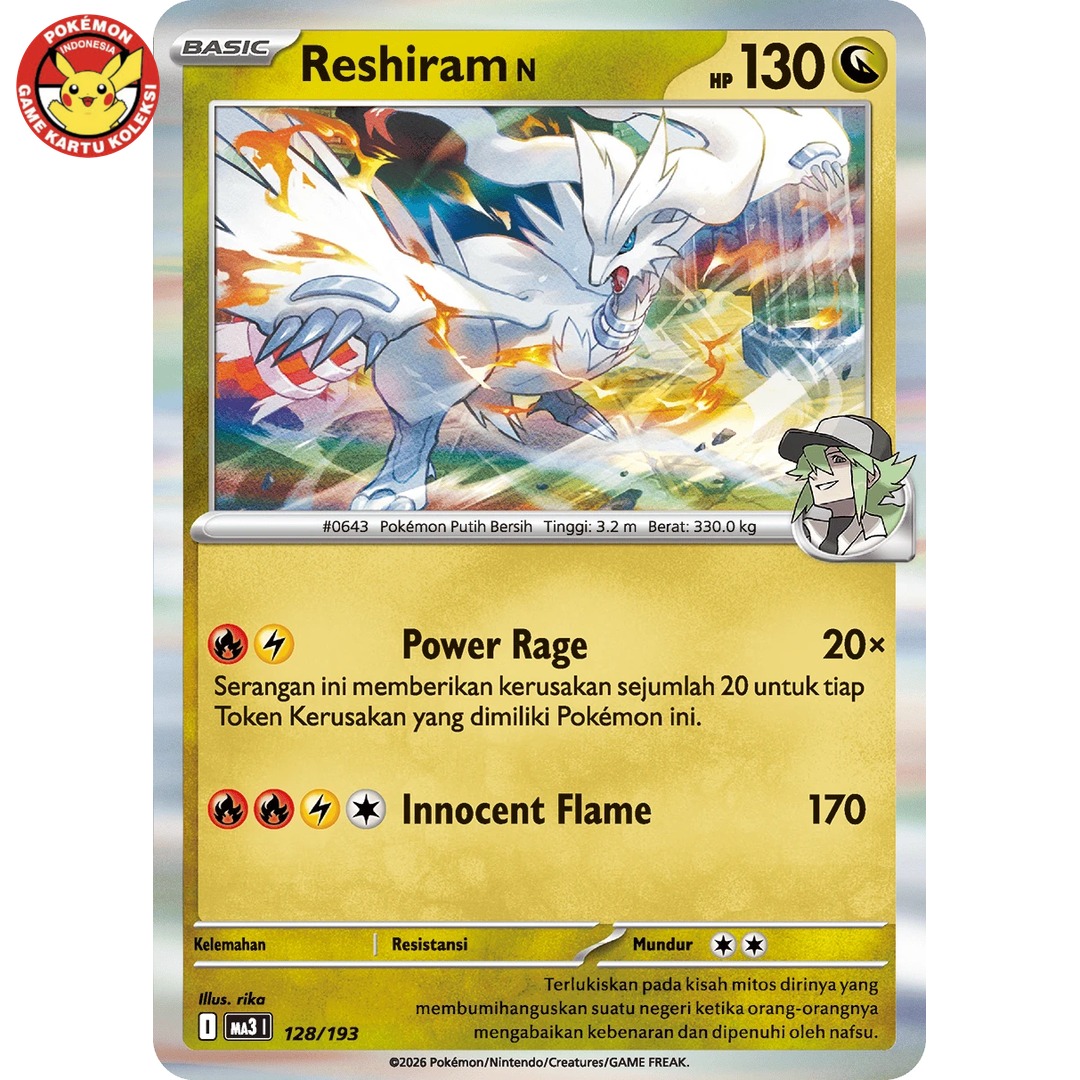 POKÉMON
INDONESIA
GAME KARTU KOLEKSI
BASIC
Reshiram N
HP 130
#0643 Pokémon Putih Bersih Tinggi: 3.2 m Berat: 330.0 kg
Power Rage 20×
Serangan ini memberikan kerusakan sejumlah 20 untuk tiap
Token Kerusakan yang dimiliki Pokémon ini.
Innocent Flame 170
Kelemahan Resistansi Mundur
Terlukiskan pada kisah mitos dirinya yang
membumihanguskan suatu negeri ketika orang-orangnya
mengabaikan kebenaran dan dipenuhi oleh nafsu.
Illus. rika
I MA3 I 128/193
©2026 Pokémon/Nintendo/Creatures/GAME FREAK.